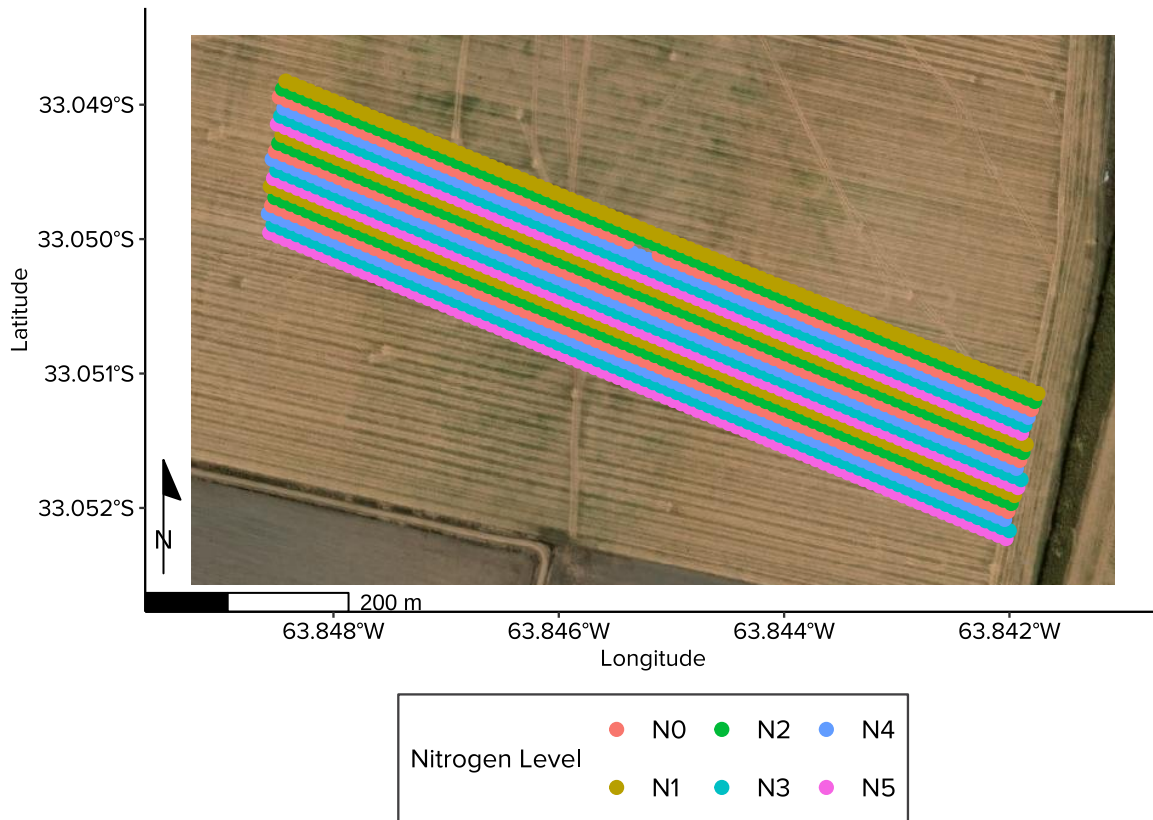 33.049°S
33.050°S
33.051°S
33.052°S
Latitude
N
200 m
63.848°W
63.846°W
63.844°W
63.842°W
Longitude
Nitrogen Level
N0 N2 N4
N1 N3 N5